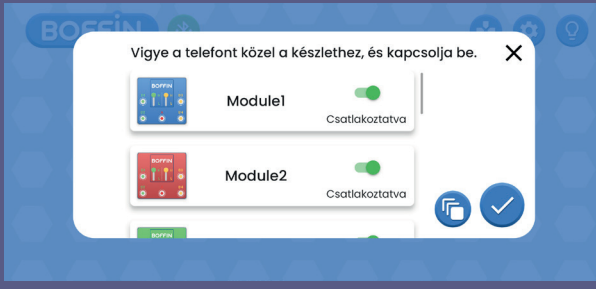 BOFFIN
Vigye a telefont közel a készlethez, és kapcsolja be.
BOFFIN
Module1
Csatlakoztatva
BOFFIN
Module2
Csatlakoztatva
BOFFIN